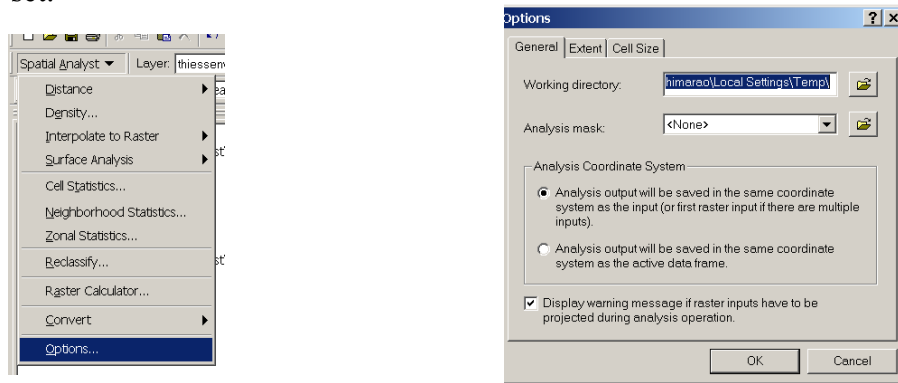 set.
Spatial Analyst Layer: thiessenv
Distance
Density...
Interpolate to Raster
Surface Analysis
Cell Statistics...
Neighborhood Statistics...
Zonal Statistics...
Reclassify...
Raster Calculator...
Convert
Options...
Options
General Extent Cell Size
Working directory: himarao\Local Settings\Temp\
Analysis mask: <None>
Analysis Coordinate System
Analysis output will be saved in the same coordinate
system as the input (or first raster input if there are multiple
inputs).
Analysis output will be saved in the same coordinate
system as the active data frame.
Display warning message if raster inputs have to be
projected during analysis operation.
OK Cancel